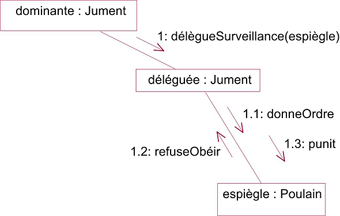 dominante : Jument
1: délègueSurveillance(espiègle)
déléguée : Jument
1.1: donneOrdre
1.3: punit
1.2: refuseObéir
espiègle : Poulain